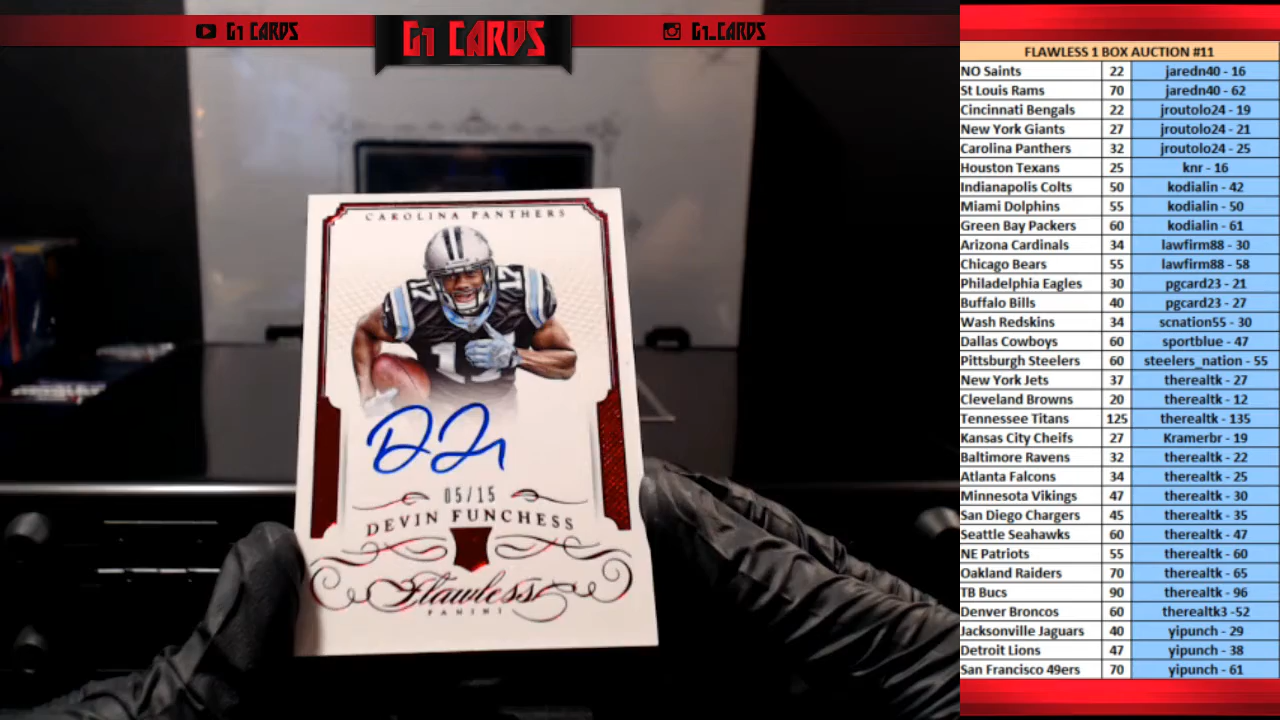 G1 CARDS
G1 CARDS
G1_CARDS
CAROLINA PANTHERS
17
17
17
05/15
DEVIN FUNCHESS
Flawless
PANINI
FLAWLESS 1 BOX AUCTION #11
NO Saints 22 jaredn40 - 16
St Louis Rams 70 jaredn40 - 62
Cincinnati Bengals 22 jroutolo24 - 19
New York Giants 27 jroutolo24 - 21
Carolina Panthers 32 jroutolo24 - 25
Houston Texans 25 knr - 16
Indianapolis Colts 50 kodialin - 42
Miami Dolphins 55 kodialin - 50
Green Bay Packers 60 kodialin - 61
Arizona Cardinals 34 lawfirm88 - 30
Chicago Bears 55 lawfirm88 - 58
Philadelphia Eagles 30 pgcard23 - 21
Buffalo Bills 40 pgcard23 - 27
Wash Redskins 34 scnation55 - 30
Dallas Cowboys 60 sportblue - 47
Pittsburgh Steelers 60 steelers_nation - 55
New York Jets 37 therealtk - 27
Cleveland Browns 20 therealtk - 12
Tennessee Titans 125 therealtk - 135
Kansas City Cheifs 27 Kramerbr - 19
Baltimore Ravens 32 therealtk - 22
Atlanta Falcons 34 therealtk - 25
Minnesota Vikings 47 therealtk - 30
San Diego Chargers 45 therealtk - 35
Seattle Seahawks 60 therealtk - 47
NE Patriots 55 therealtk - 60
Oakland Raiders 70 therealtk - 65
TB Bucs 90 therealtk - 96
Denver Broncos 60 therealtk3 -52
Jacksonville Jaguars 40 yipunch - 29
Detroit Lions 47 yipunch - 38
San Francisco 49ers 70 yipunch - 61